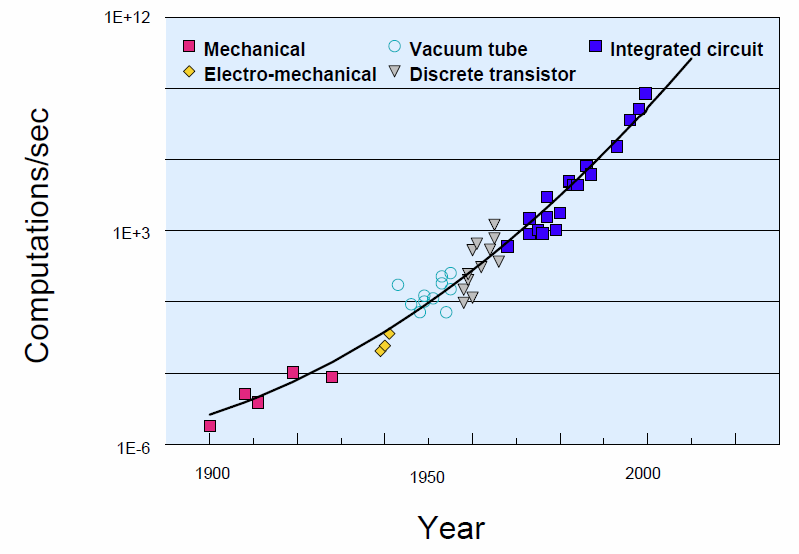 1E+12
Mechanical Vacuum tube Integrated circuit
Electro-mechanical Discrete transistor
Computations/sec
1E+3
1E-6
1900 1950 2000
Year